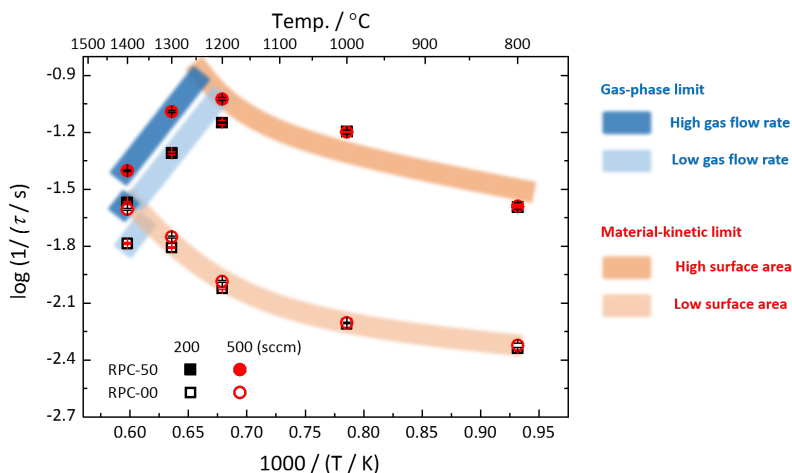 Temp. / °C
1500 1400 1300 1200 1100 1000 900 800
-0.9
-1.2
-1.5
-1.8
-2.1
-2.4
-2.7
log (1/ (τ / s)
200 500 (sccm)
RPC-50
RPC-00
0.60 0.65 0.70 0.75 0.80 0.85 0.90 0.95
1000 / (T / K)
Gas-phase limit
High gas flow rate
Low gas flow rate
Material-kinetic limit
High surface area
Low surface area